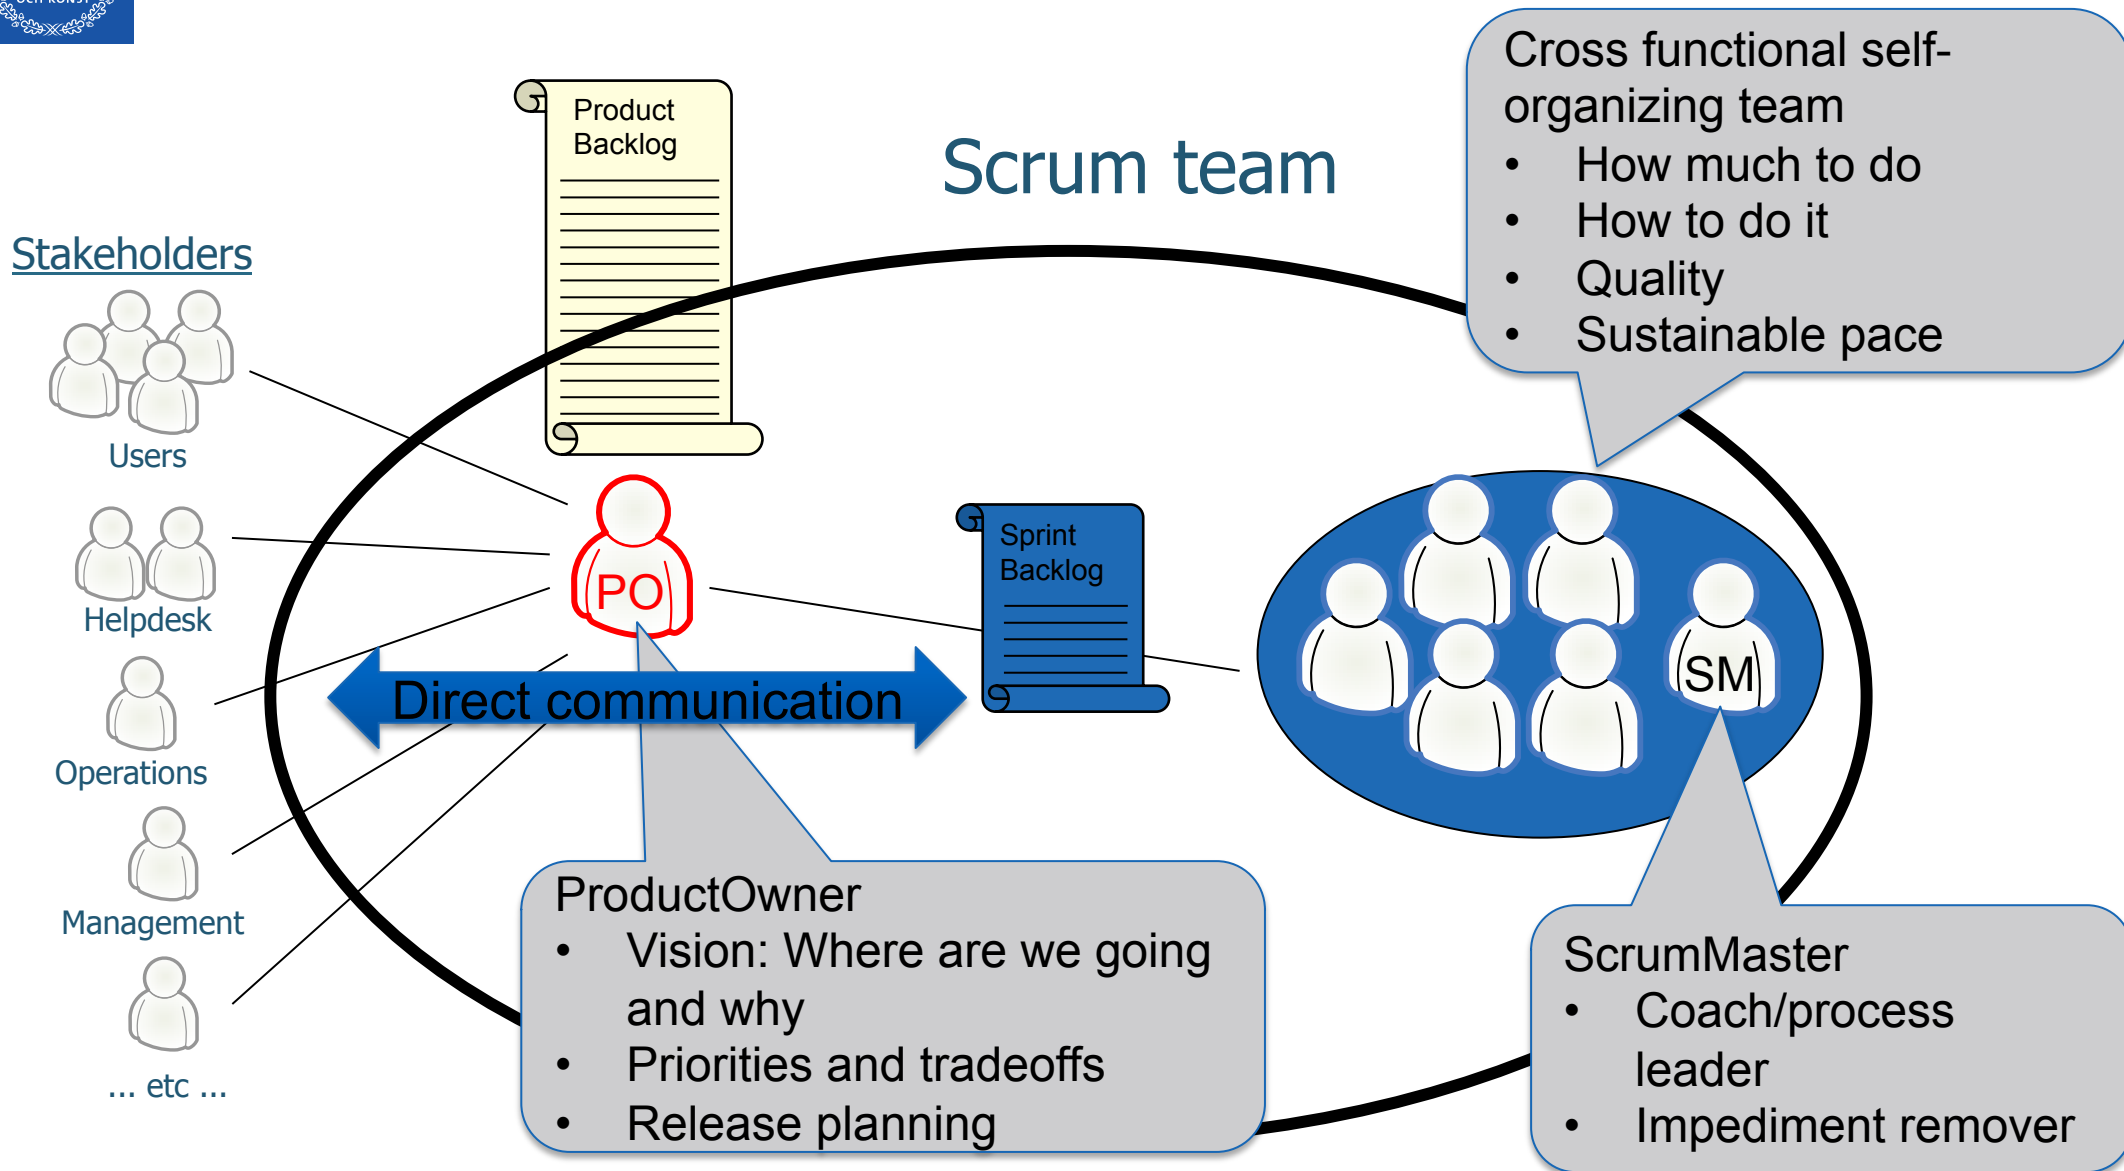 OCH KONST
Product
Backlog
Scrum team
Cross functional self-
organizing team
• How much to do
• How to do it
• Quality
• Sustainable pace
Stakeholders
Users
Helpdesk
Operations
Management
... etc ...
PO
Sprint
Backlog
SM
Direct communication
ProductOwner
• Vision: Where are we going
and why
• Priorities and tradeoffs
• Release planning
ScrumMaster
• Coach/process
leader
• Impediment remover